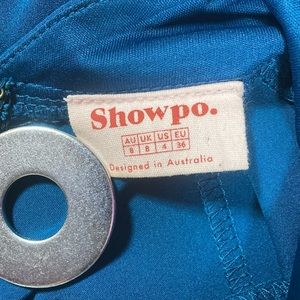 Showpo.
AU UK US EU
8 8 4 36
Designed in Australia